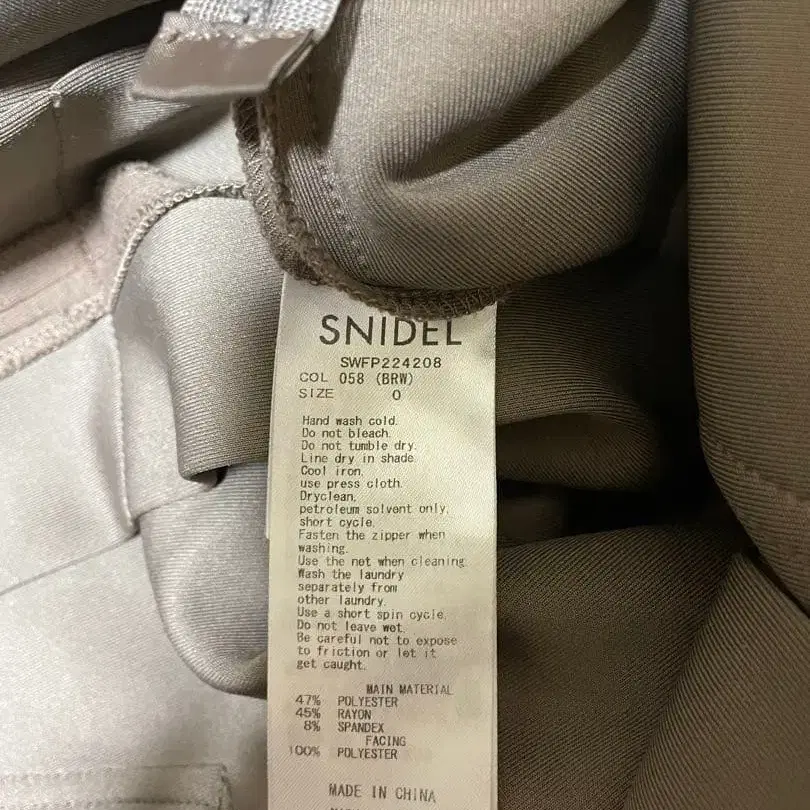 SNIDEL
SWFP224208
COL 058 (BRW)
SIZE 0
Hand wash cold.
Do not bleach.
Do not tumble dry.
Line dry in shade.
Cool iron,
use press cloth.
Dryclean,
petroleum solvent only,
short cycle.
Fasten the zipper when
washing.
Use the net when cleaning.
Wash the laundry
separately from
other laundry.
Use a short spin cycle.
Do not leave wet.
Be careful not to expose
to friction or let it
get caught.
MAIN MATERIAL
47% POLYESTER
45% RAYON
8% SPANDEX
FACING
100% POLYESTER
MADE IN CHINA